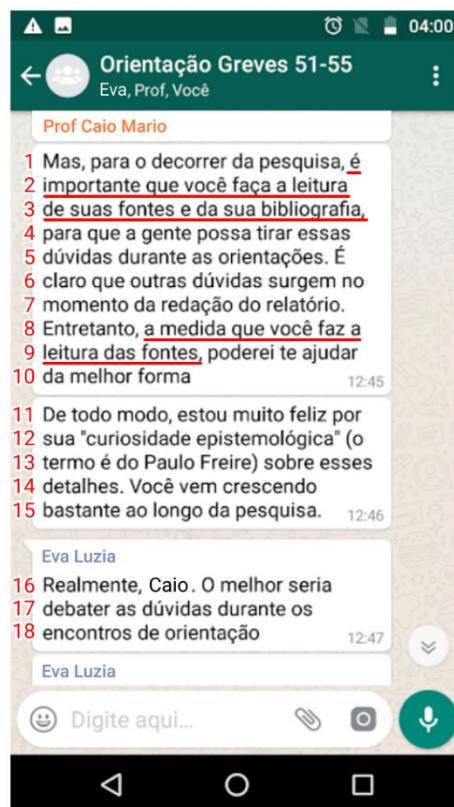 04:00
Orientação Greves 51-55
Eva, Prof, Você
Prof Caio Mario
1 Mas, para o decorrer da pesquisa, é
2 importante que você faça a leitura
3 de suas fontes e da sua bibliografia,
4 para que a gente possa tirar essas
5 dúvidas durante as orientações. É
6 claro que outras dúvidas surgem no
7 momento da redação do relatório.
8 Entretanto, a medida que você faz a
9 leitura das fontes, poderei te ajudar
10 da melhor forma 12:45
11 De todo modo, estou muito feliz por
12 sua "curiosidade epistemológica" (o
13 termo é do Paulo Freire) sobre esses
14 detalhes. Você vem crescendo
15 bastante ao longo da pesquisa. 12:46
Eva Luzia
16 Realmente, Caio. O melhor seria
17 debater as dúvidas durante os
18 encontros de orientação 12:47
Eva Luzia
Digite aqui...